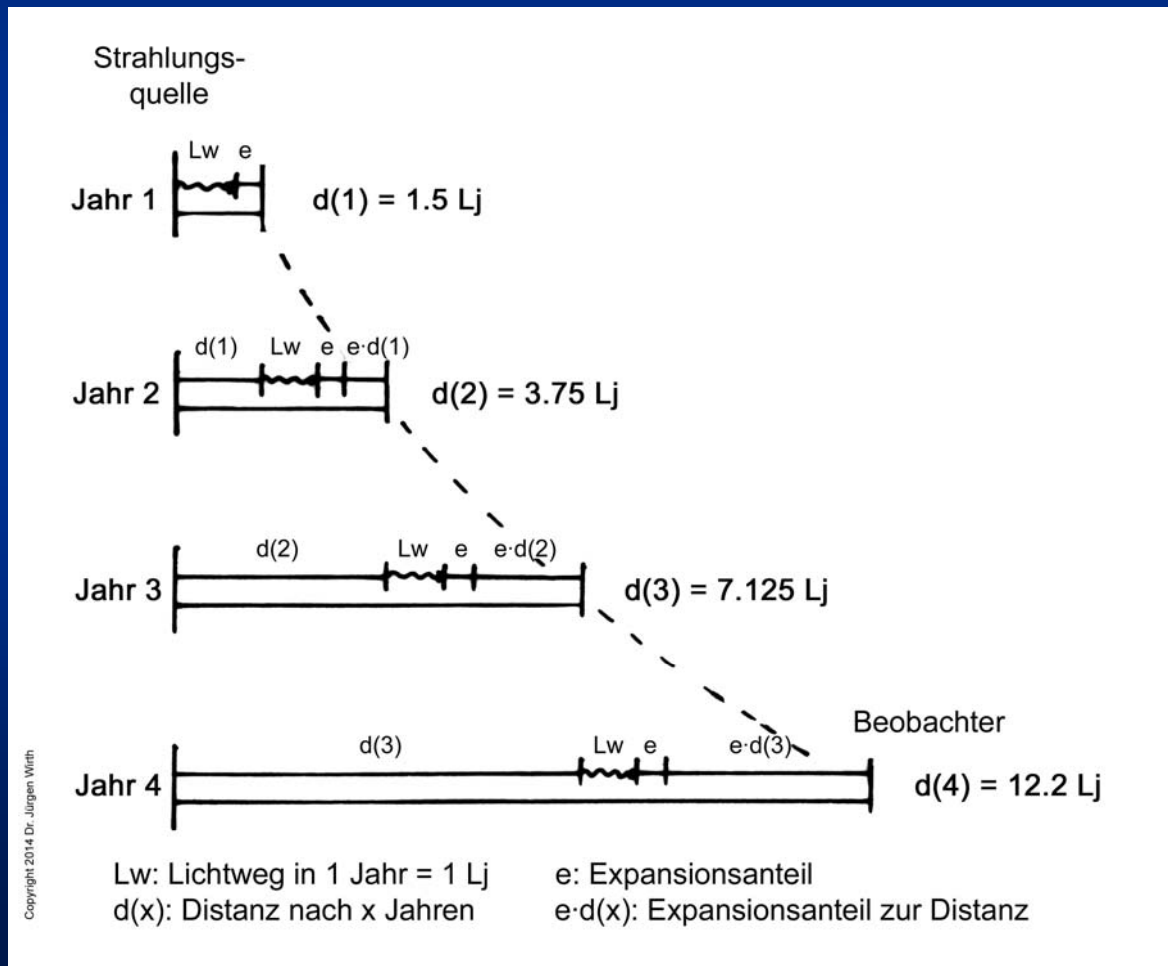 Strahlungs-
quelle
Lw e
Jahr 1
d(1) = 1.5 Lj
d(1) Lw e e·d(1)
Jahr 2
d(2) = 3.75 Lj
d(2) Lw e e·d(2)
Jahr 3
d(3) = 7.125 Lj
Beobachter
d(3) Lw e e·d(3)
Jahr 4
d(4) = 12.2 Lj
Lw: Lichtweg in 1 Jahr = 1 Lj e: Expansionsanteil
d(x): Distanz nach x Jahren e·d(x): Expansionsanteil zur Distanz
Copyright 2014 Dr. Jürgen Wirth